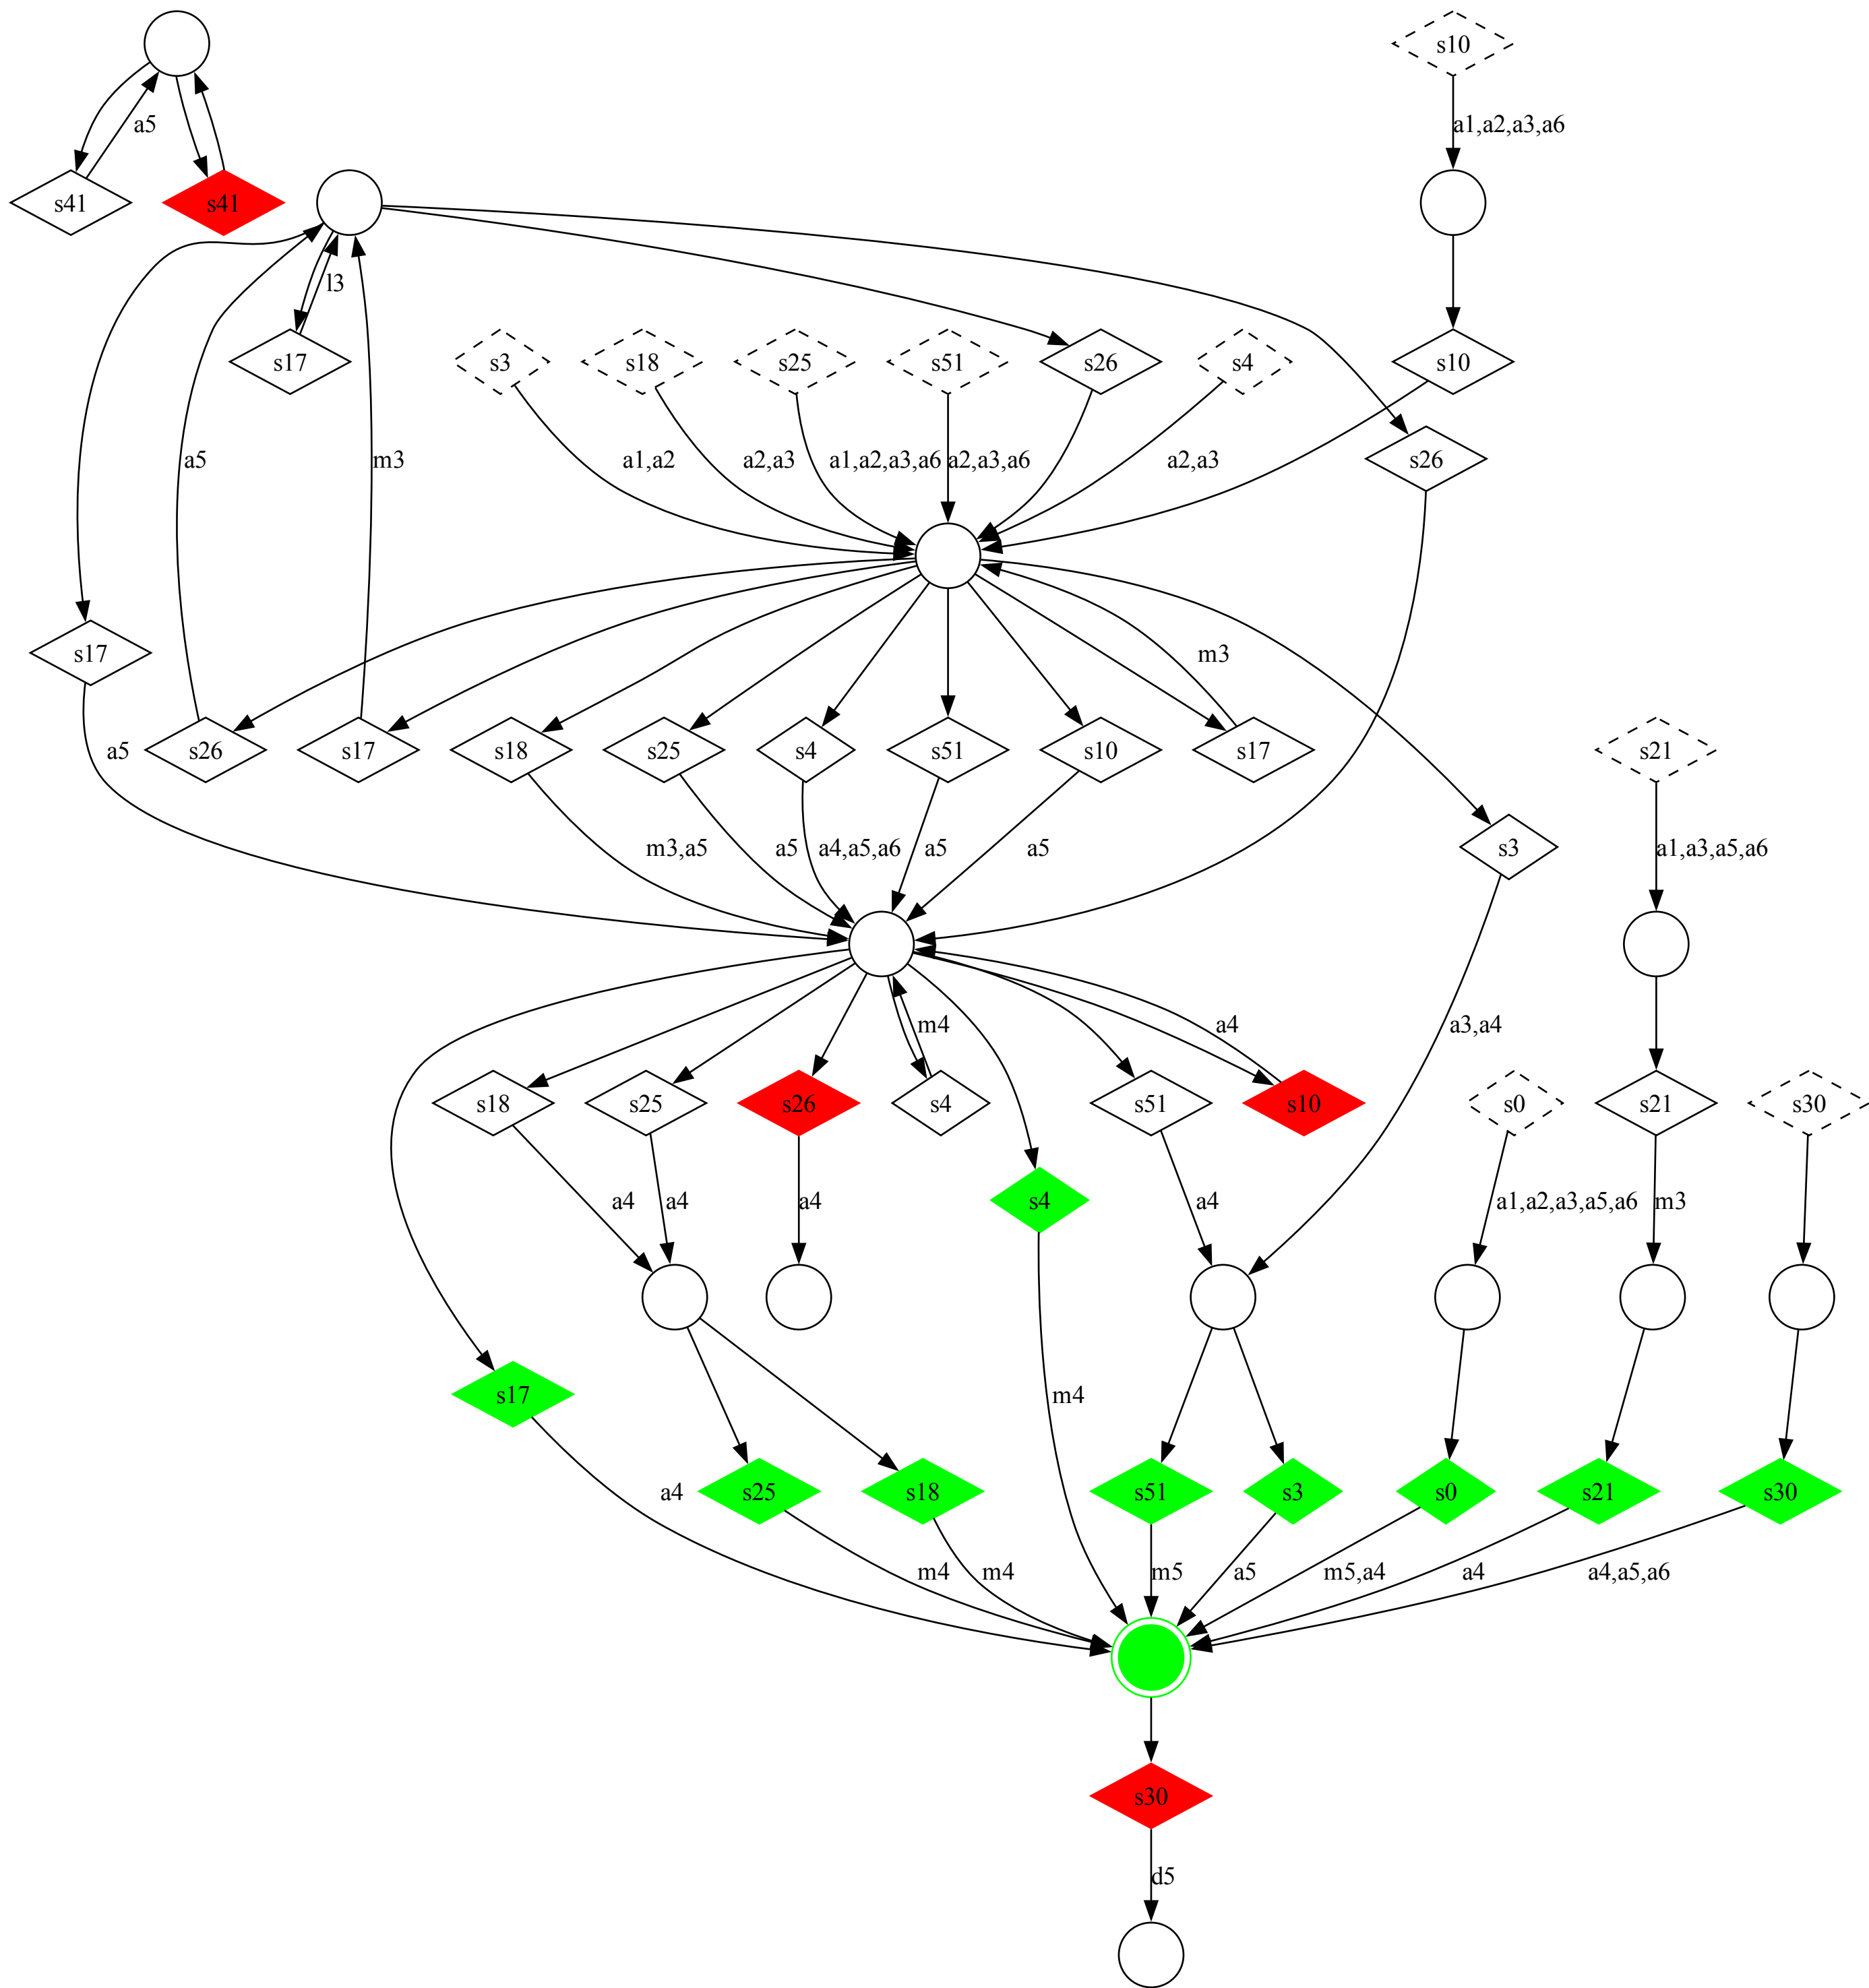 s10
a5
a1,a2,a3,a6
s41
s41
l3
s17
s3
s18
s25
s51
s26
s4
s10
a5
m3
a1,a2
a2,a3
a1,a2,a3,a6
a2,a3,a6
a2,a3
s26
s17
m3
a5
s26
s17
s18
s25
s4
s51
s10
s17
s21
m3,a5
a5
a4,a5,a6
a5
a5
s3
a1,a3,a5,a6
m4
a4
a3,a4
s18
s25
s26
s4
s51
s10
s0
s21
s30
a4
a4
a4
s4
a4
a1,a2,a3,a5,a6
m3
s17
m4
a4
s25
s18
s51
s3
s0
s21
s30
m4
m4
m5
a5
m5,a4
a4
a4,a5,a6
s30
d5